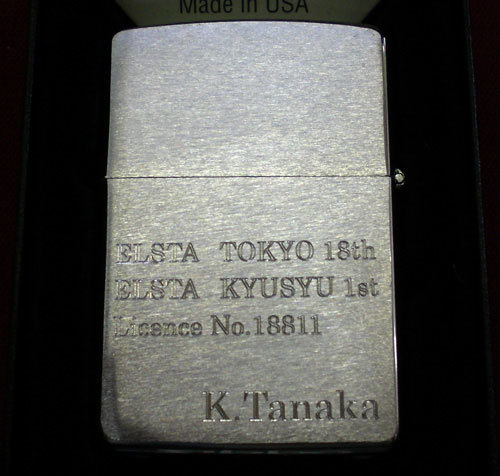 Made in USA
ELSTA TOKYO 18th
ELSTA KYUSYU 1st
Licence No.18811
K.Tanaka